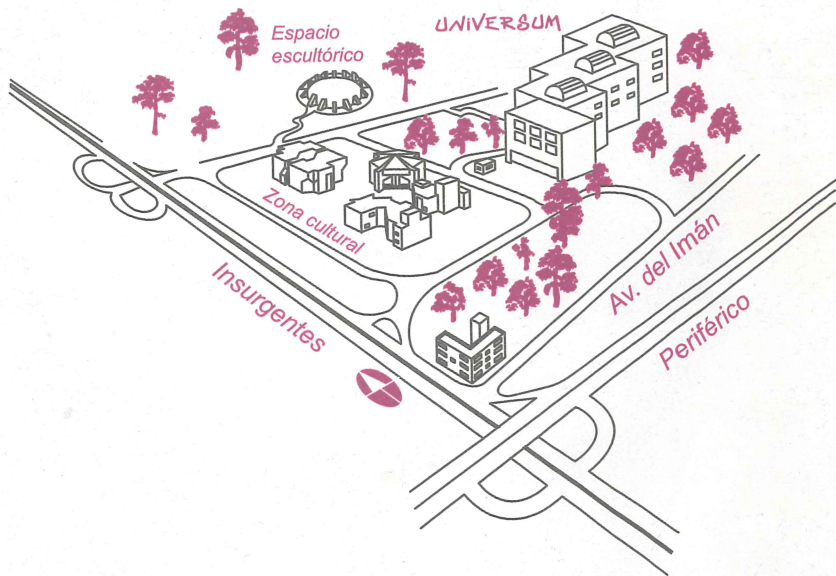 UNiVERSUM
Espacio
escultórico
Zona cultural
Insurgentes
Av. del Imán
Periférico